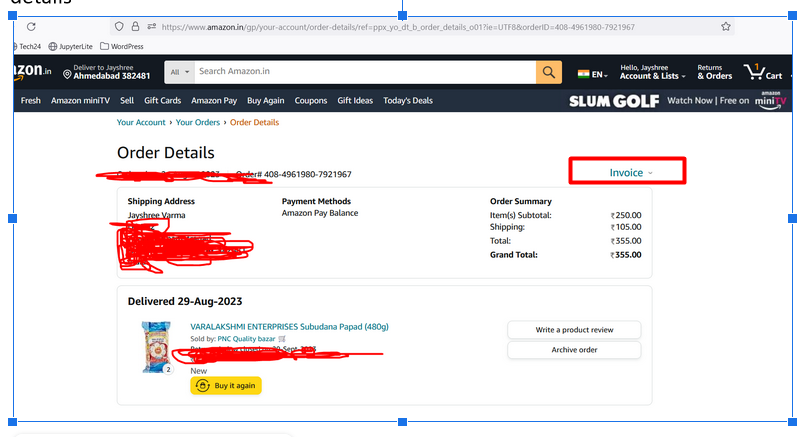 details
https://www.amazon.in/gp/your-account/order-details/ref=ppx_yo_dt_b_order_details_o01?ie=UTF8&orderID=408-4961980-7921967
Tech24 JupyterLite WordPress
zon.in Deliver to Jayshree All Search Amazon.in EN Hello, Jayshree Returns 1
Ahmedabad 382481 Account & Lists & Orders Cart
Fresh Amazon miniTV Sell Gift Cards Amazon Pay Buy Again Coupons Gift Ideas Today's Deals SLUM GOLF Watch Now | Free on amazon miniTV
Your Account › Your Orders › Order Details
Order Details
Order# 408-4961980-7921967 Invoice
Shipping Address Payment Methods Order Summary
Jayshree Varma Amazon Pay Balance Item(s) Subtotal: ₹250.00
Shipping: ₹105.00
Total: ₹355.00
Grand Total: ₹355.00
Delivered 29-Aug-2023
VARALAKSHMI ENTERPRISES Subudana Papad (480g)
Sold by: PNC Quality bazar
2
New
Buy it again
Write a product review
Archive order